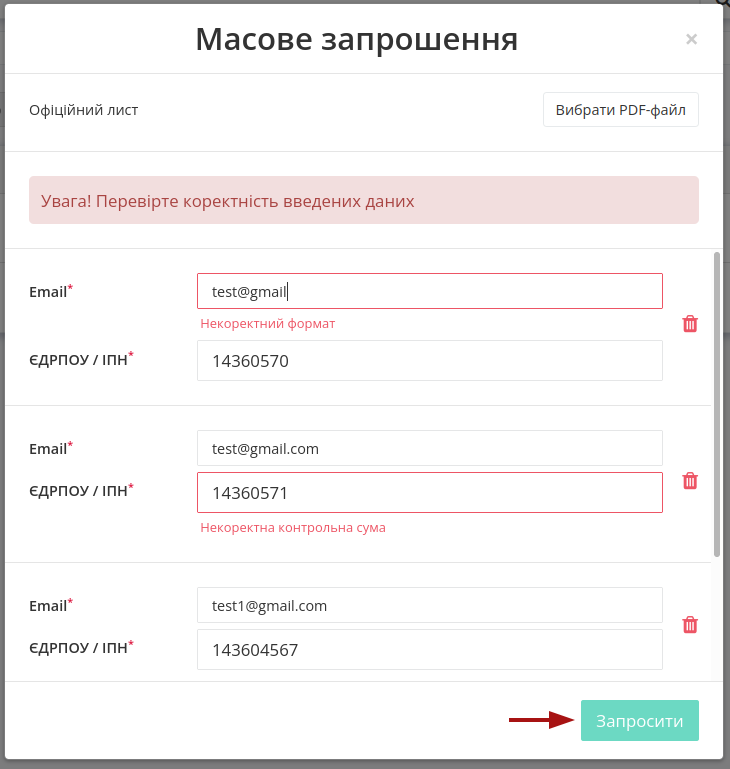 Масове запрошення
×
Офіційний лист
Вибрати PDF-файл
Увага! Перевірте коректність введених даних
Email*
test@gmail
Некоректний формат
ЄДРПОУ / ІПН*
14360570
Email*
test@gmail.com
ЄДРПОУ / ІПН*
14360571
Некоректна контрольна сума
Email*
test1@gmail.com
ЄДРПОУ / ІПН*
143604567
Запросити